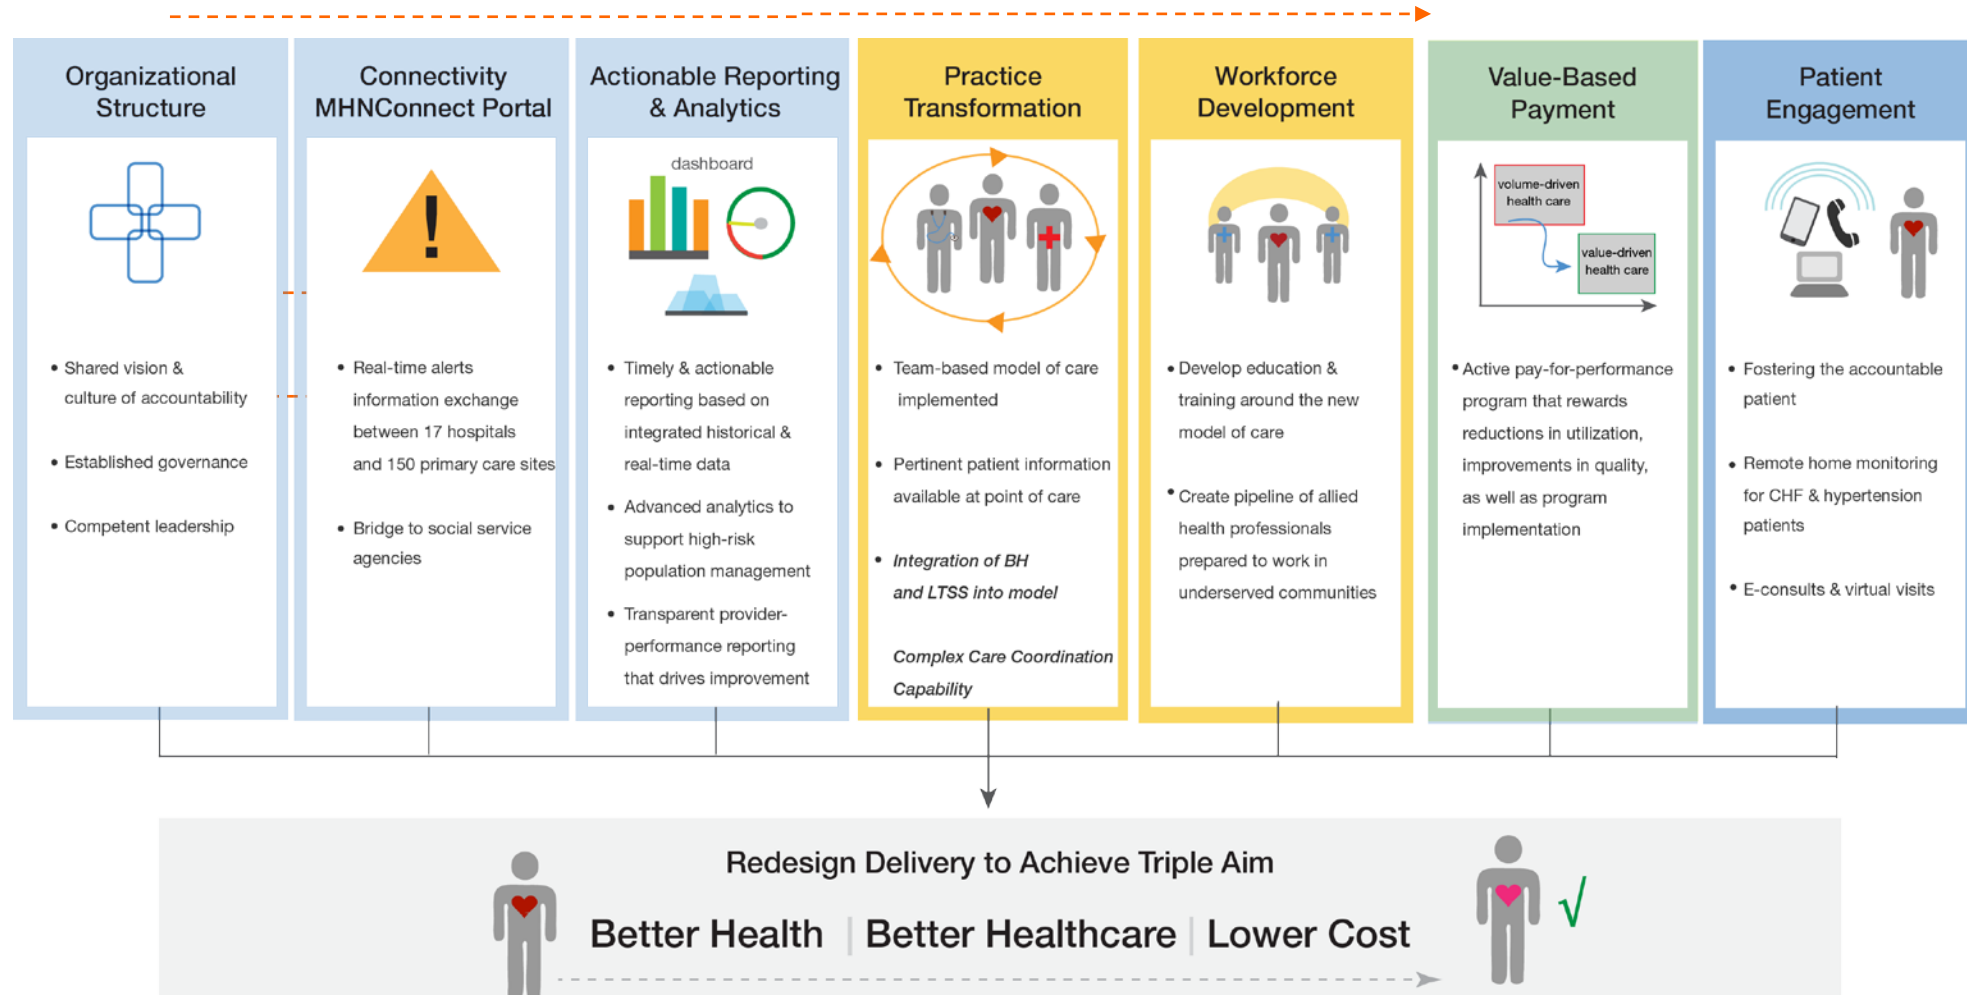 Organizational
Structure
• Shared vision &
culture of accountability
• Established governance
• Competent leadership
Connectivity
MHNConnect Portal
!
• Real-time alerts
information exchange
between 17 hospitals
and 150 primary care sites
• Bridge to social service
agencies
Actionable Reporting
& Analytics
dashboard
• Timely & actionable
reporting based on
integrated historical &
real-time data
• Advanced analytics to
support high-risk
population management
• Transparent provider-
performance reporting
that drives improvement
Practice
Transformation
• Team-based model of care
implemented
• Pertinent patient information
available at point of care
• Integration of BH
and LTSS into model
Complex Care Coordination
Capability
Workforce
Development
• Develop education &
training around the new
model of care
• Create pipeline of allied
health professionals
prepared to work in
underserved communities
Value-Based
Payment
volume-driven
health care
value-driven
health care
• Active pay-for-performance
program that rewards
reductions in utilization,
improvements in quality,
as well as program
implementation
Patient
Engagement
• Fostering the accountable
patient
• Remote home monitoring
for CHF & hypertension
patients
• E-consults & virtual visits
Redesign Delivery to Achieve Triple Aim
Better Health | Better Healthcare | Lower Cost
√